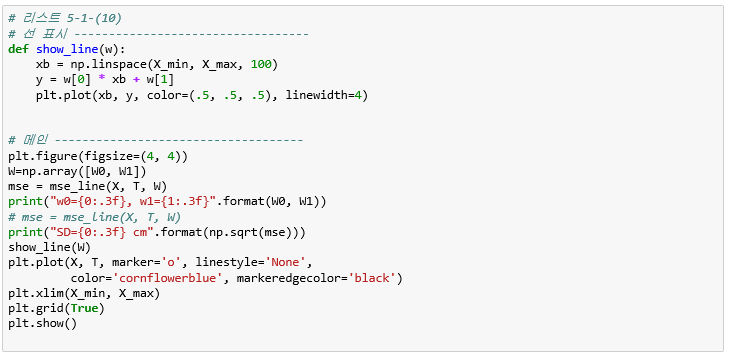 # 리스트 5-1-(10)
# 선 표시 ----------------------------------
def show_line(w):
    xb = np.linspace(X_min, X_max, 100)
    y = w[0] * xb + w[1]
    plt.plot(xb, y, color=(.5, .5, .5), linewidth=4)
# 메인 ------------------------------------
plt.figure(figsize=(4, 4))
W=np.array([W0, W1])
mse = mse_line(X, T, W)
print("w0={0:.3f}, w1={1:.3f}".format(W0, W1))
# mse = mse_line(X, T, W)
print("SD={0:.3f} cm".format(np.sqrt(mse)))
show_line(W)
plt.plot(X, T, marker='o', linestyle='None',
         color='cornflowerblue', markeredgecolor='black')
plt.xlim(X_min, X_max)
plt.grid(True)
plt.show()